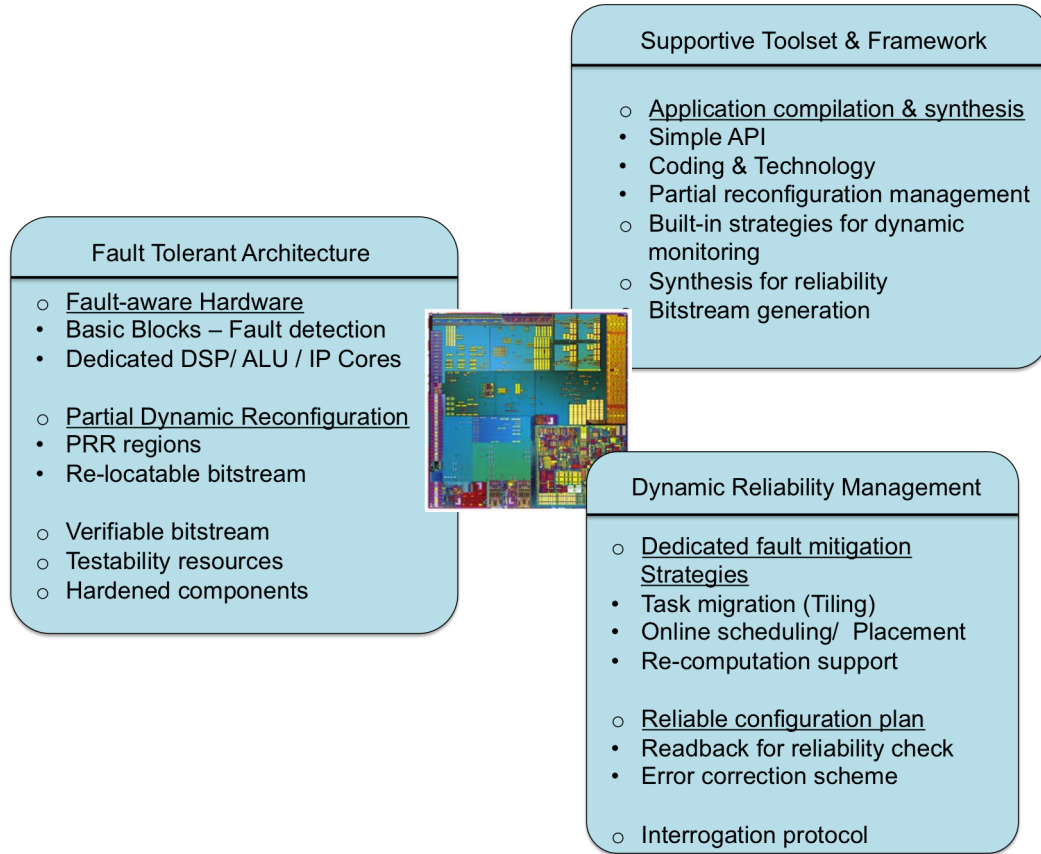 Supportive Toolset & Framework
○ Application compilation & synthesis
• Simple API
• Coding & Technology
• Partial reconfiguration management
○ Built-in strategies for dynamic
monitoring
○ Synthesis for reliability
• Bitstream generation
Fault Tolerant Architecture
○ Fault-aware Hardware
• Basic Blocks – Fault detection
• Dedicated DSP/ ALU / IP Cores
○ Partial Dynamic Reconfiguration
• PRR regions
• Re-locatable bitstream
○ Verifiable bitstream
○ Testability resources
○ Hardened components
Dynamic Reliability Management
○ Dedicated fault mitigation
Strategies
• Task migration (Tiling)
• Online scheduling/ Placement
• Re-computation support
○ Reliable configuration plan
• Readback for reliability check
• Error correction scheme
○ Interrogation protocol